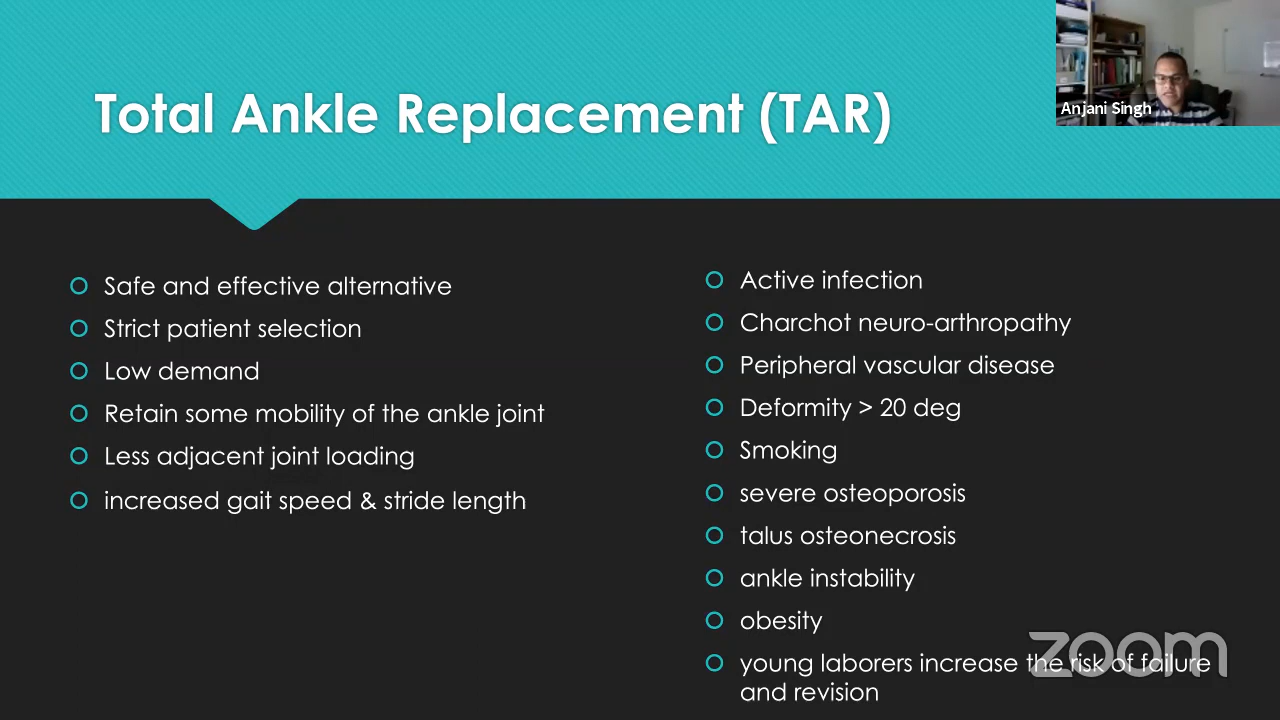 Total Ankle Replacement (TAR)
Anjani Singh
Safe and effective alternative
Strict patient selection
Low demand
Retain some mobility of the ankle joint
Less adjacent joint loading
increased gait speed & stride length
Active infection
Charchot neuro-arthropathy
Peripheral vascular disease
Deformity > 20 deg
Smoking
severe osteoporosis
talus osteonecrosis
ankle instability
obesity
young laborers increase the risk of failure
and revision
zoom